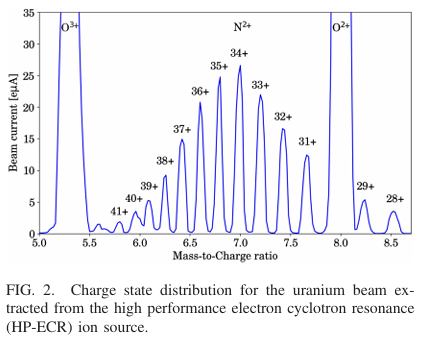 35
30
25
20
15
10
5
0
Beam current [eμA]
O³⁺
N²⁺
O²⁺
34+
35+
33+
36+
32+
37+
31+
38+
39+
29+
40+
28+
41+
5.0 5.5 6.0 6.5 7.0 7.5 8.0 8.5
Mass-to-Charge ratio
FIG. 2. Charge state distribution for the uranium beam ex-
tracted from the high performance electron cyclotron resonance
(HP-ECR) ion source.